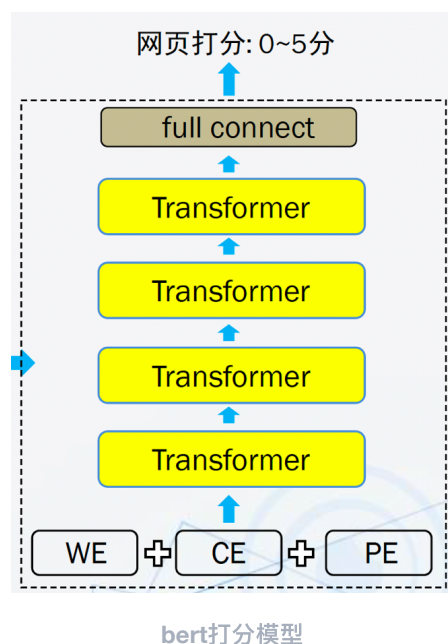 网页打分: 0~5分
full connect
Transformer
Transformer
Transformer
Transformer
WE CE PE
bert打分模型